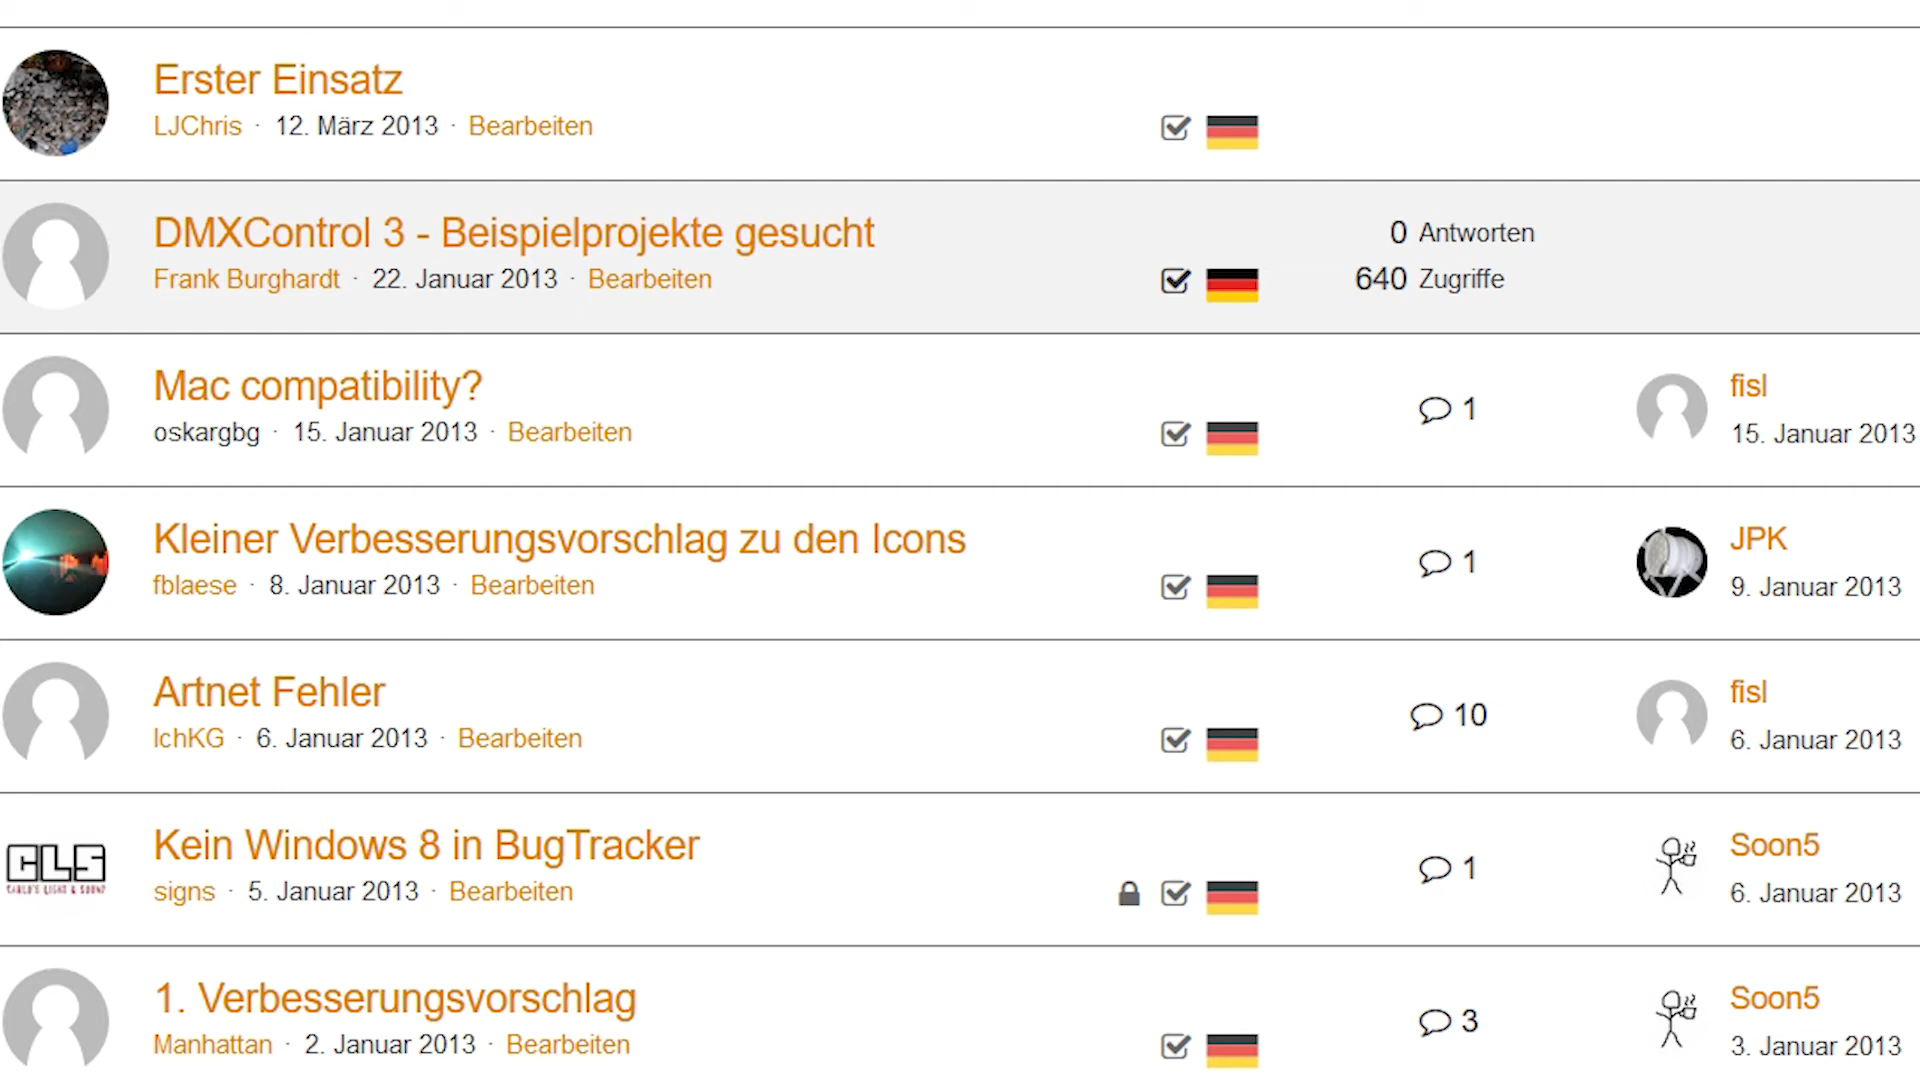 Erster Einsatz
LJChris · 12. März 2013 · Bearbeiten
DMXControl 3 - Beispielprojekte gesucht
0 Antworten
Frank Burghardt · 22. Januar 2013 · Bearbeiten
640 Zugriffe
Mac compatibility?
1
fisl
oskargbg · 15. Januar 2013 · Bearbeiten
15. Januar 2013
Kleiner Verbesserungsvorschlag zu den Icons
1
JPK
fblaese · 8. Januar 2013 · Bearbeiten
9. Januar 2013
Artnet Fehler
10
fisl
IchKG · 6. Januar 2013 · Bearbeiten
6. Januar 2013
CLS
CARLO'S LIGHT & SOUND
Kein Windows 8 in BugTracker
1
Soon5
signs · 5. Januar 2013 · Bearbeiten
6. Januar 2013
1. Verbesserungsvorschlag
3
Soon5
Manhattan · 2. Januar 2013 · Bearbeiten
3. Januar 2013